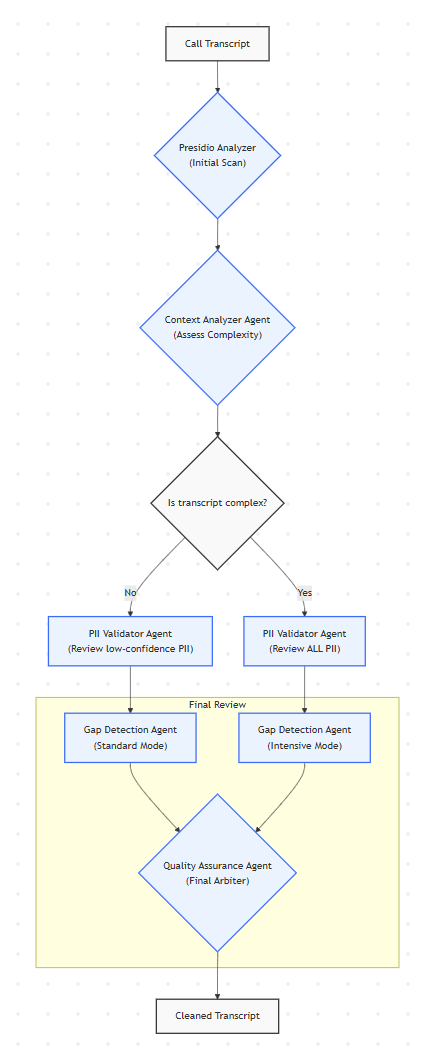 Call Transcript
Presidio Analyzer
(Initial Scan)
Context Analyzer Agent
(Assess Complexity)
Is transcript complex?
No
Yes
PII Validator Agent
(Review low-confidence PII)
PII Validator Agent
(Review ALL PII)
Final Review
Gap Detection Agent
(Standard Mode)
Gap Detection Agent
(Intensive Mode)
Quality Assurance Agent
(Final Arbiter)
Cleaned Transcript